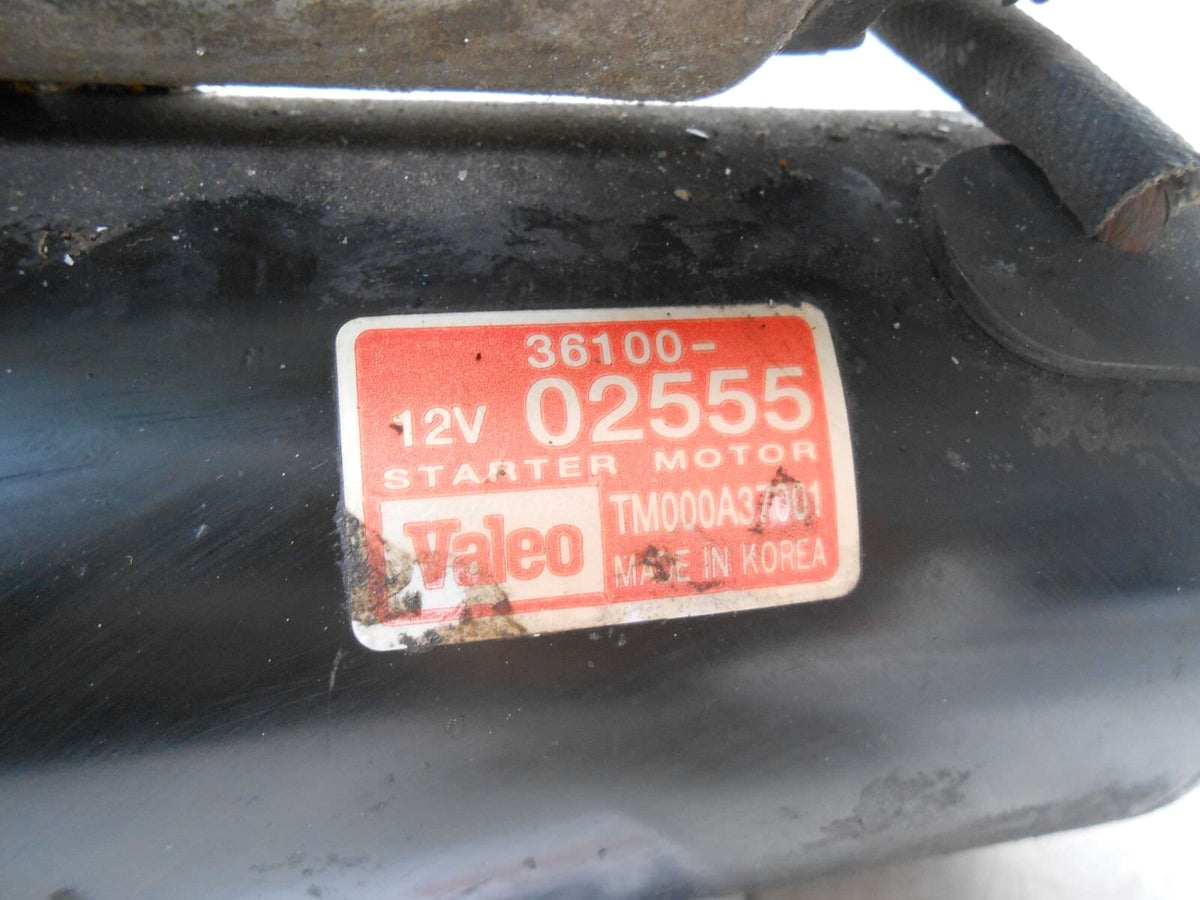 36100-
12V 02555
STARTER MOTOR
Valeo TM000A37001
MADE IN KOREA